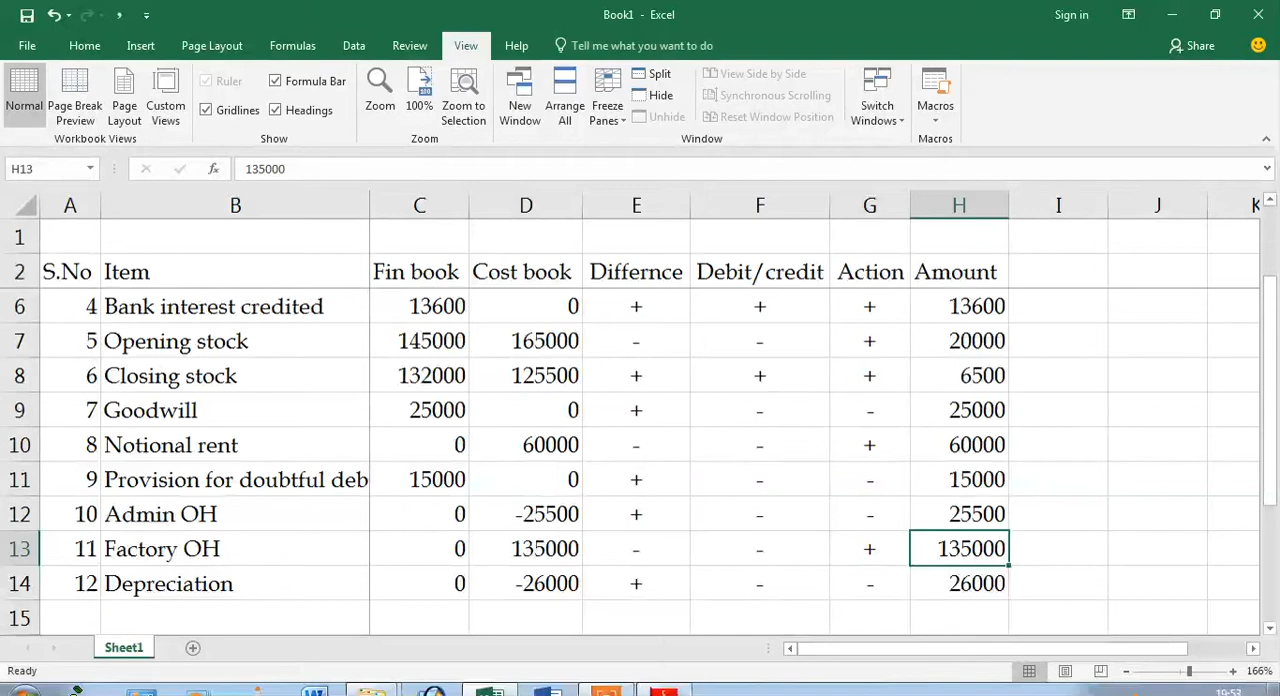 Book1 - Excel
Sign in
File Home Insert Page Layout Formulas Data Review View Help Tell me what you want to do Share
Normal
Page Break Preview
Page Layout
Custom Views
Workbook Views
Ruler Formula Bar
Gridlines Headings
Show
Zoom
100%
Zoom to Selection
Zoom
New Window
Arrange All
Freeze Panes
Split
Hide
Unhide
View Side by Side
Synchronous Scrolling
Reset Window Position
Window
Switch Windows
Macros
Macros
H13 fx 135000
A B C D E F G H I J K
1
2 S.No Item Fin book Cost book Differnce Debit/credit Action Amount
6 4 Bank interest credited 13600 0 + + + 13600
7 5 Opening stock 145000 165000 - - + 20000
8 6 Closing stock 132000 125500 + + + 6500
9 7 Goodwill 25000 0 + - - 25000
10 8 Notional rent 0 60000 - - + 60000
11 9 Provision for doubtful deb 15000 0 + - - 15000
12 10 Admin OH 0 -25500 + - - 25500
13 11 Factory OH 0 135000 - - + 135000
14 12 Depreciation 0 -26000 + - - 26000
15
Sheet1
Ready 166%
19:53